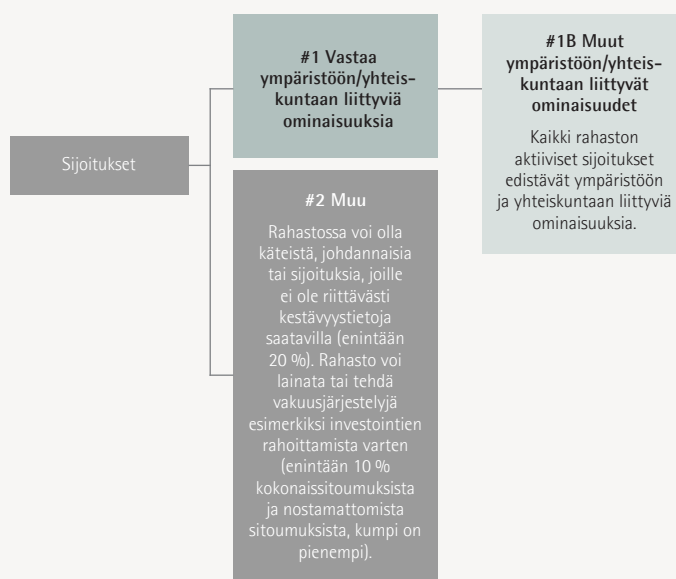 Sijoitukset
#1 Vastaa
ympäristöön/yhteis-
kuntaan liittyviä
ominaisuuksia
#1B Muut
ympäristöön/yhteis-
kuntaan liittyvät
ominaisuudet
Kaikki rahaston
aktiiviset sijoitukset
edistävät ympäristöön
ja yhteiskuntaan liittyviä
ominaisuuksia.
#2 Muu
Rahastossa voi olla
käteistä, johdannaisia
tai sijoituksia, joille
ei ole riittävästi
kestävyystietoja
saatavilla (enintään
20 %). Rahasto voi
lainata tai tehdä
vakuusjärjestelyjä
esimerkiksi investointien
rahoittamista varten
(enintään 10 %
kokonaissitoumuksista
ja nostamattomista
sitoumuksista, kumpi on
pienempi).